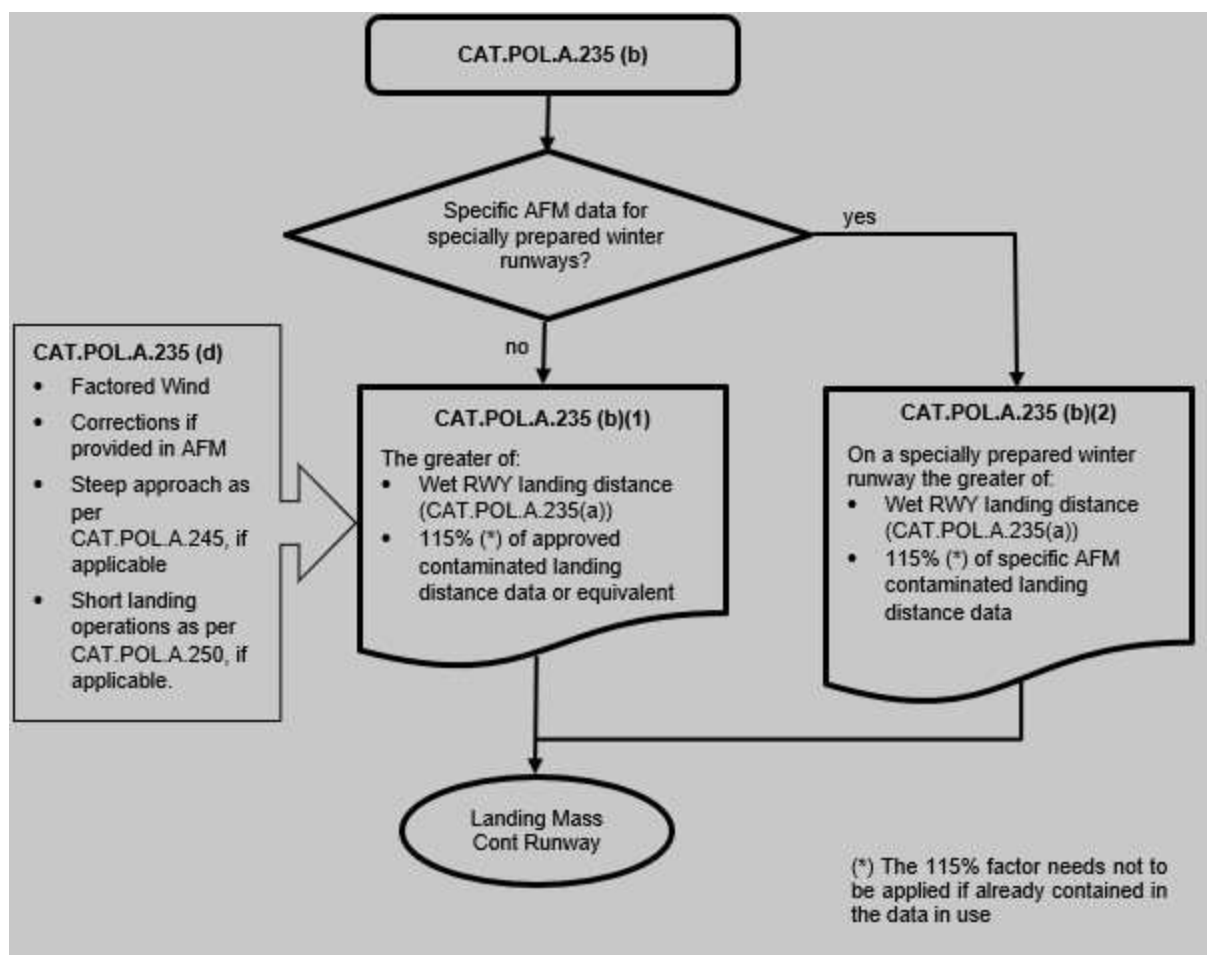 CAT.POL.A.235 (b)
Specific AFM data for
specially prepared winter
runways?
yes
no
CAT.POL.A.235 (d)
• Factored Wind
• Corrections if
provided in AFM
• Steep approach as
per
CAT.POL.A.245, if
applicable
• Short landing
operations as per
CAT.POL.A.250, if
applicable.
CAT.POL.A.235 (b)(1)
The greater of:
• Wet RWY landing distance
(CAT.POL.A.235(a))
• 115% (*) of approved
contaminated landing
distance data or equivalent
CAT.POL.A.235 (b)(2)
On a specially prepared winter
runway the greater of:
• Wet RWY landing distance
(CAT.POL.A.235(a))
• 115% (*) of specific AFM
contaminated landing
distance data
Landing Mass
Cont Runway
(*) The 115% factor needs not to
be applied if already contained in
the data in use